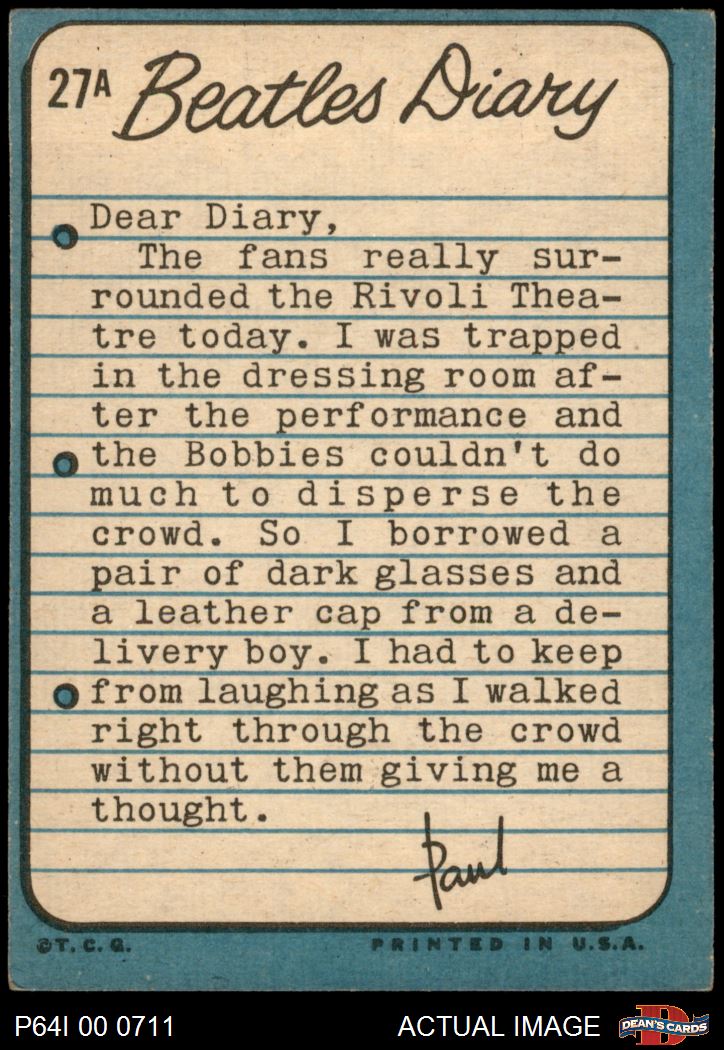 27A Beatles Diary
Dear Diary,
The fans really sur-
rounded the Rivoli Thea-
tre today. I was trapped
in the dressing room af-
ter the performance and
the Bobbies couldn't do
much to disperse the
crowd. So I borrowed a
pair of dark glasses and
a leather cap from a de-
livery boy. I had to keep
from laughing as I walked
right through the crowd
without them giving me a
thought.
Paul
©T.C.G. PRINTED IN U.S.A.
P64I 00 0711 ACTUAL IMAGE D DEAN'S CARDS